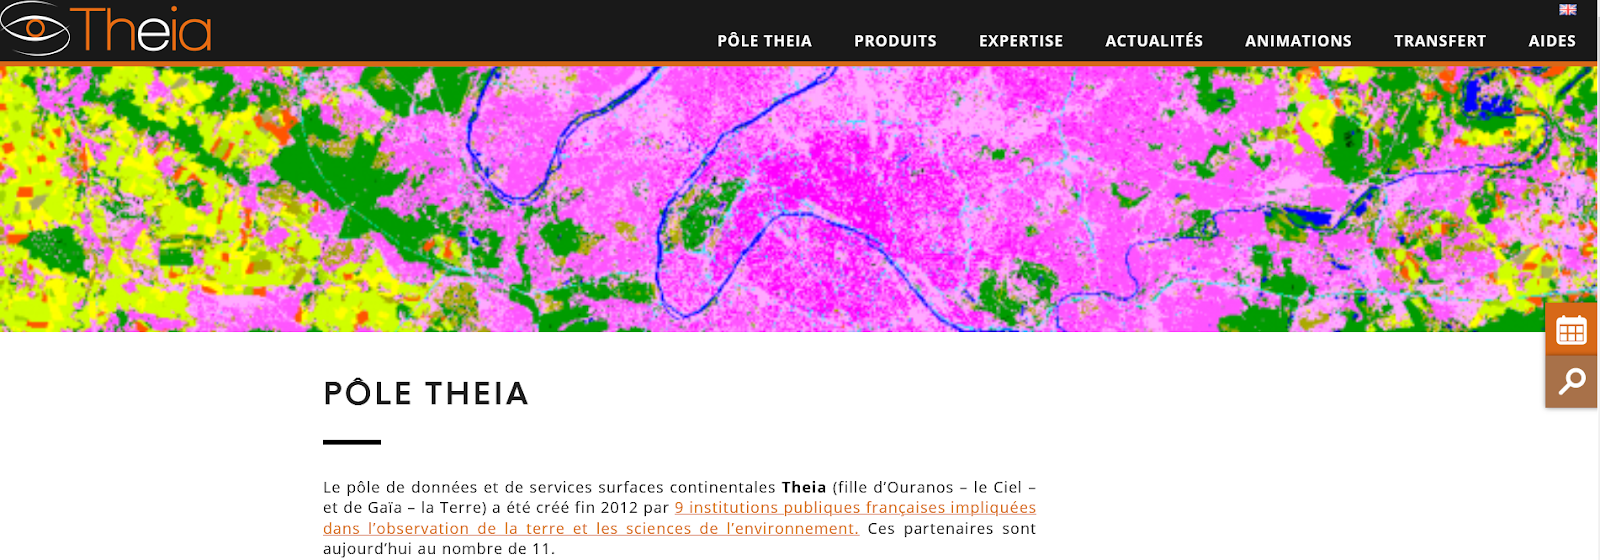 Theia
PÔLE THEIA PRODUITS EXPERTISE ACTUALITÉS ANIMATIONS TRANSFERT AIDES
PÔLE THEIA
Le pôle de données et de services surfaces continentales Theia (fille d’Ouranos – le Ciel –
et de Gaïa – la Terre) a été créé fin 2012 par 9 institutions publiques françaises impliquées
dans l’observation de la terre et les sciences de l’environnement. Ces partenaires sont
aujourd’hui au nombre de 11.